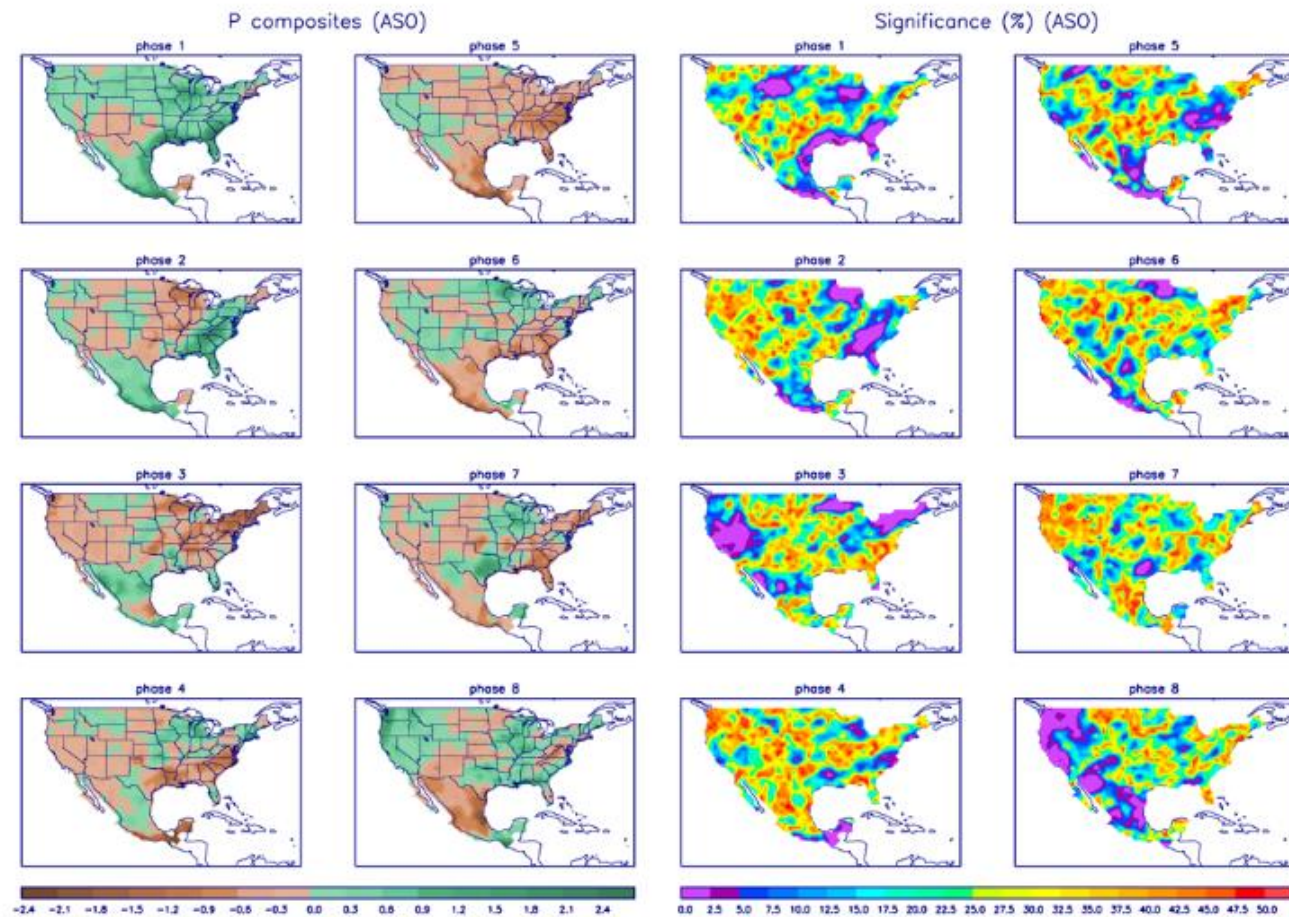 P composites (ASO)
Significance (%) (ASO)
phase 1
phase 5
phase 1
phase 5
phase 2
phase 6
phase 2
phase 6
phase 3
phase 7
phase 3
phase 7
phase 4
phase 8
phase 4
phase 8
-2.4 -2.1 -1.8 -1.5 -1.2 -0.9 -0.6 -0.3 0.0 0.3 0.6 0.9 1.2 1.5 1.8 2.1 2.4
0.0 2.5 5.0 7.5 10.0 12.5 15.0 17.5 20.0 22.5 25.0 27.5 30.0 32.5 35.0 37.5 40.0 42.5 45.0 47.5 50.0